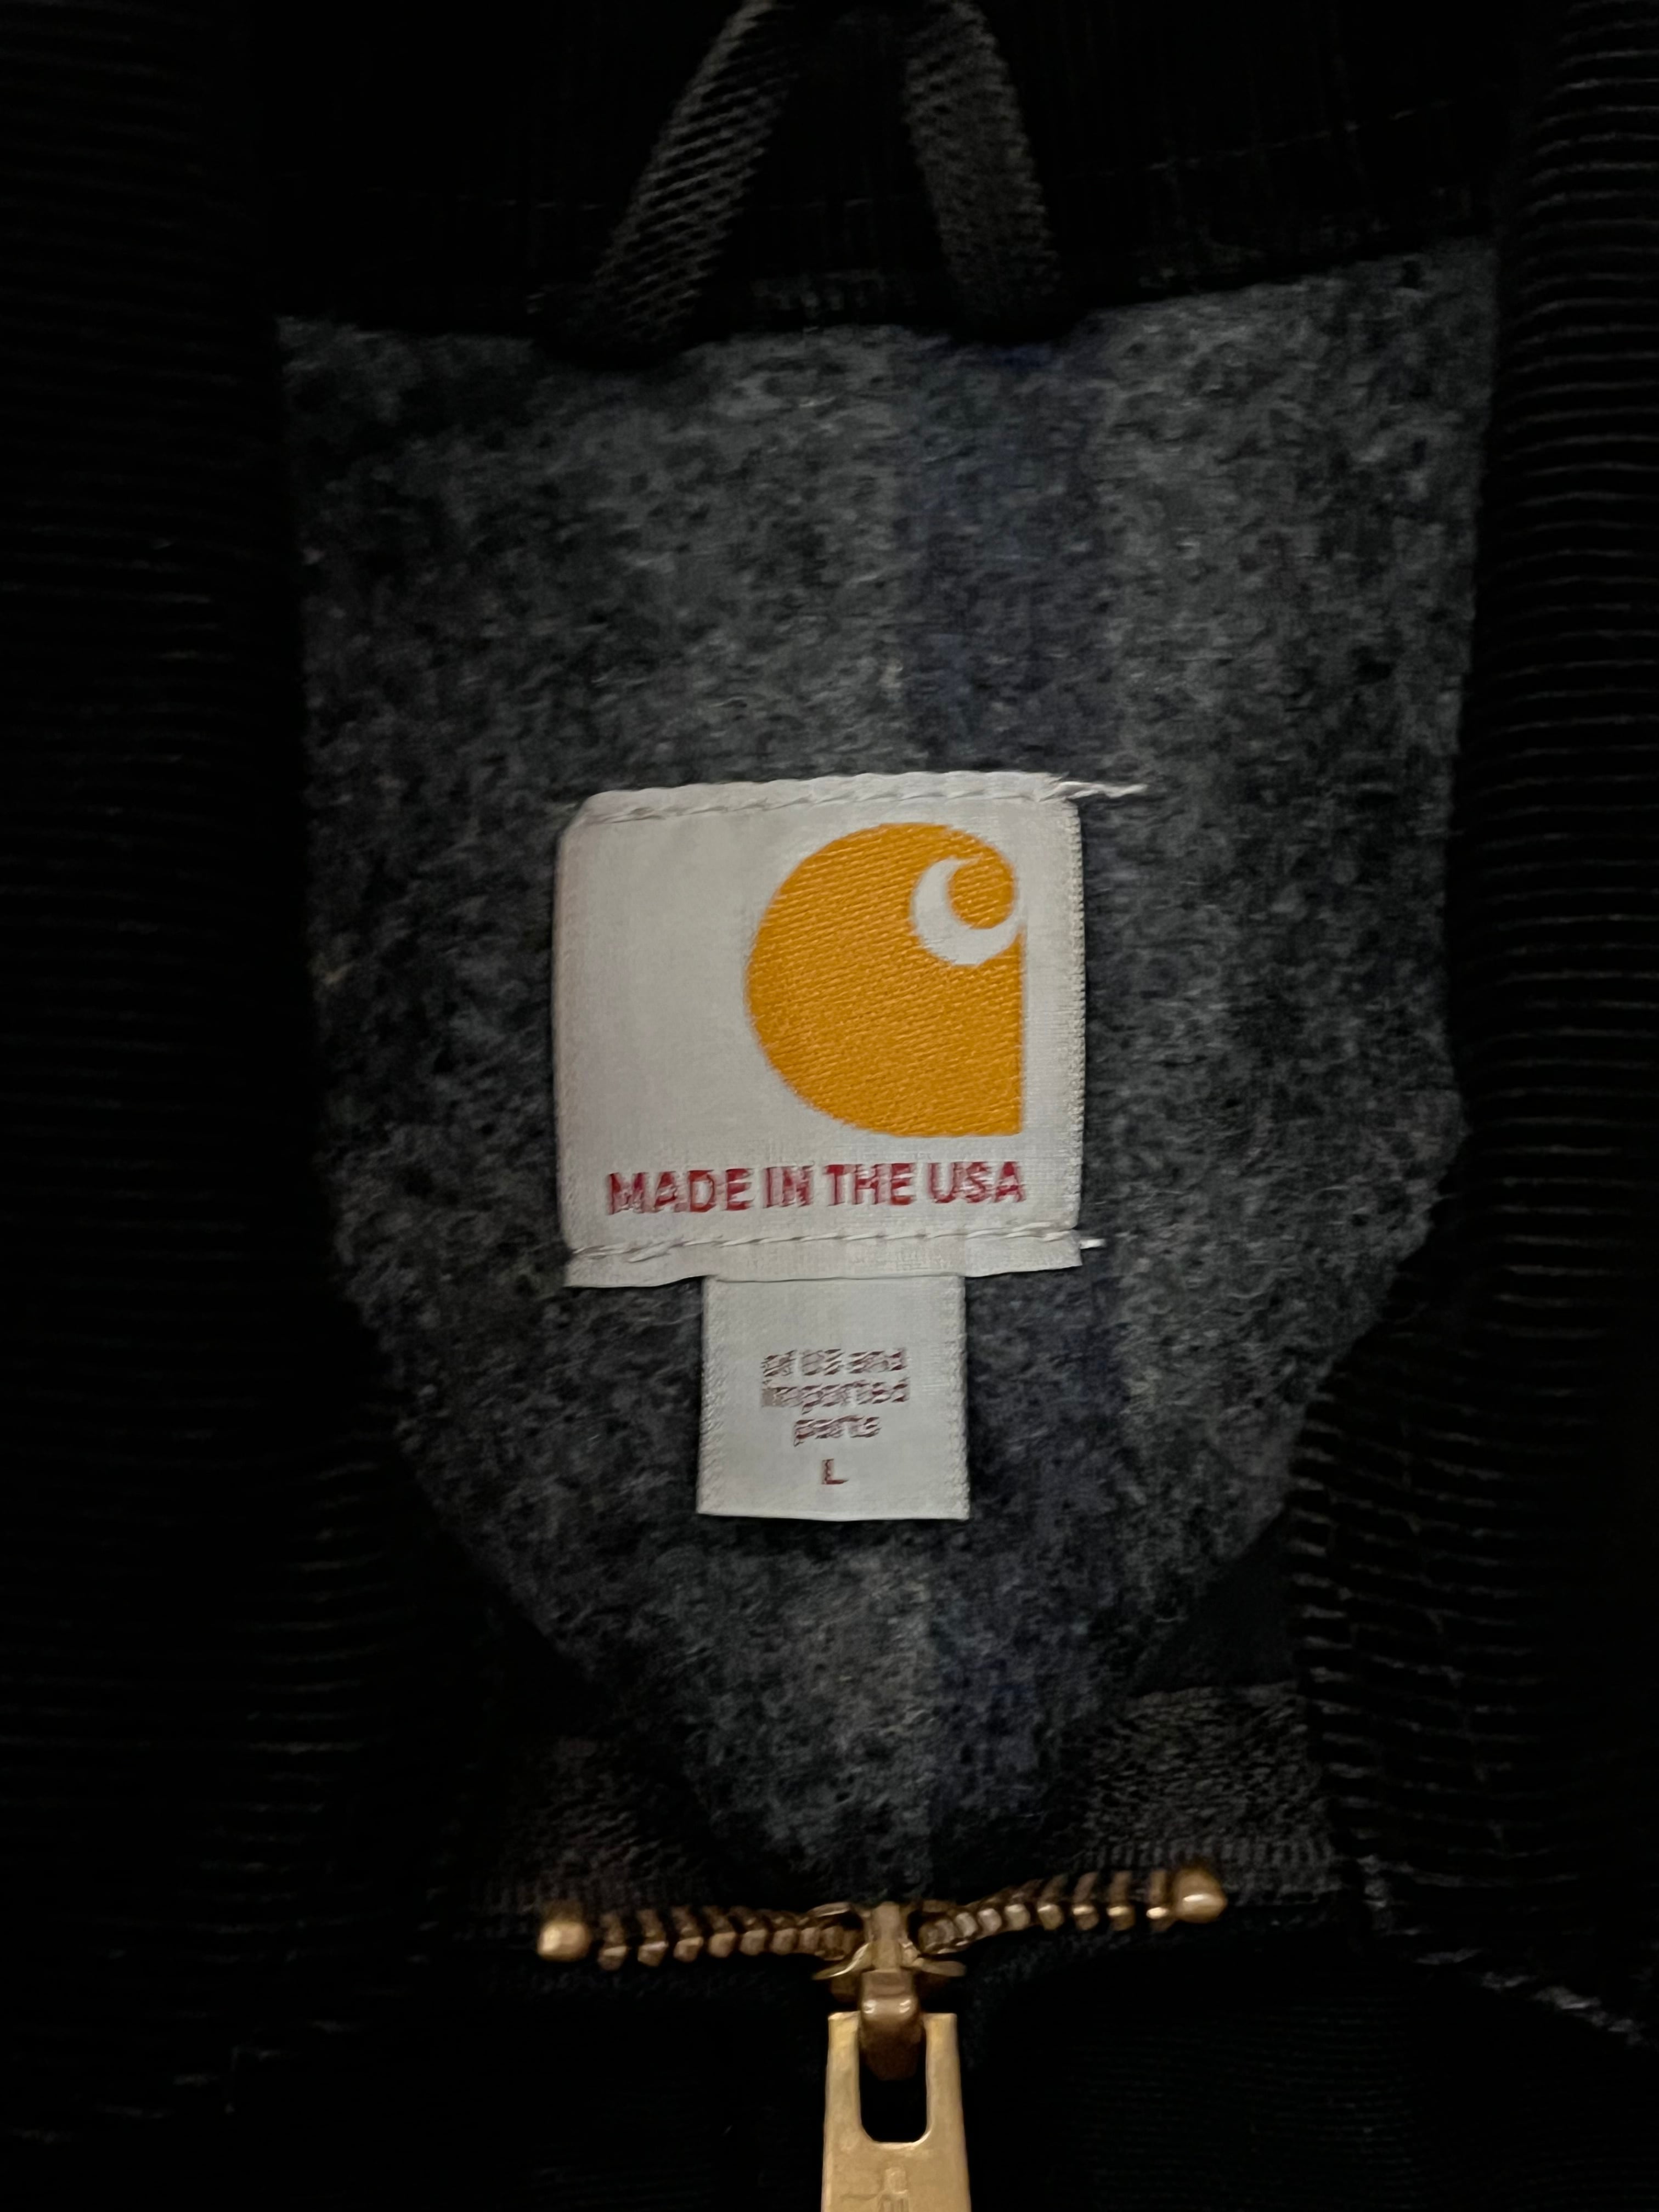 MADE IN THE USA
of US and
imported
parts
L